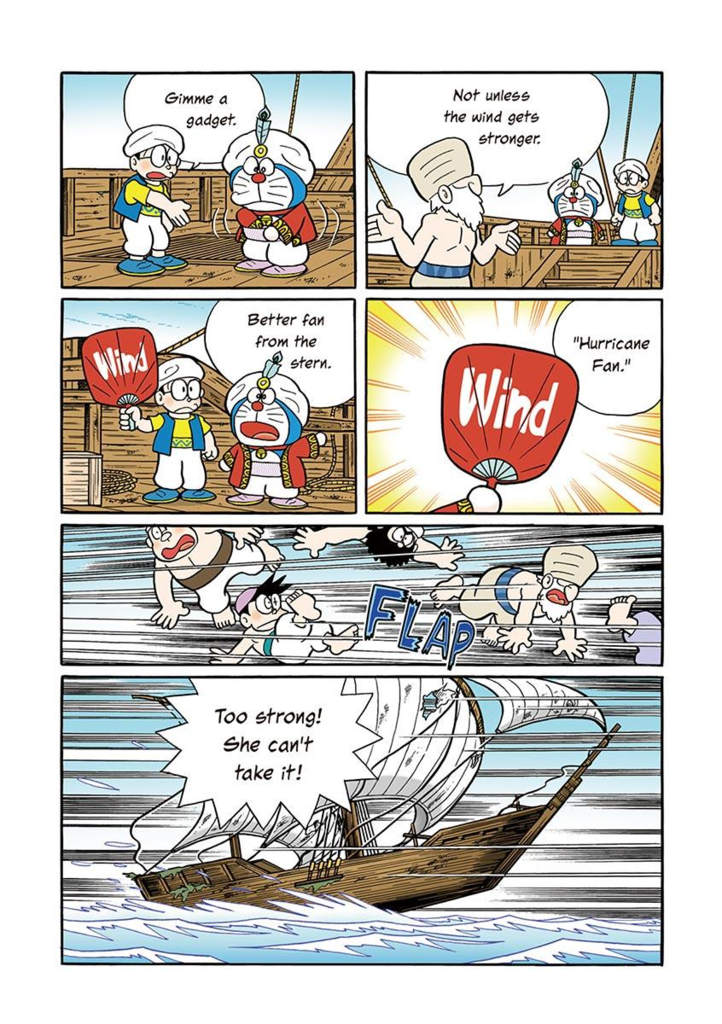 Gimme a
gadget.
Not unless
the wind gets
stronger.
Wind
Better fan
from the
stern.
Wind
"Hurricane
Fan."
FLAP
Too strong!
She can't
take it!